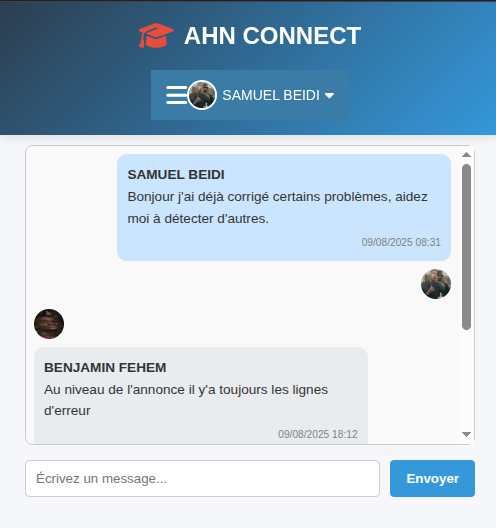 AHN CONNECT
SAMUEL BEIDI
SAMUEL BEIDI
Bonjour j'ai déjà corrigé certains problèmes, aidez
moi à détecter d'autres.
09/08/2025 08:31
BENJAMIN FEHEM
Au niveau de l'annonce il y'a toujours les lignes
d'erreur
09/08/2025 18:12
Écrivez un message...
Envoyer